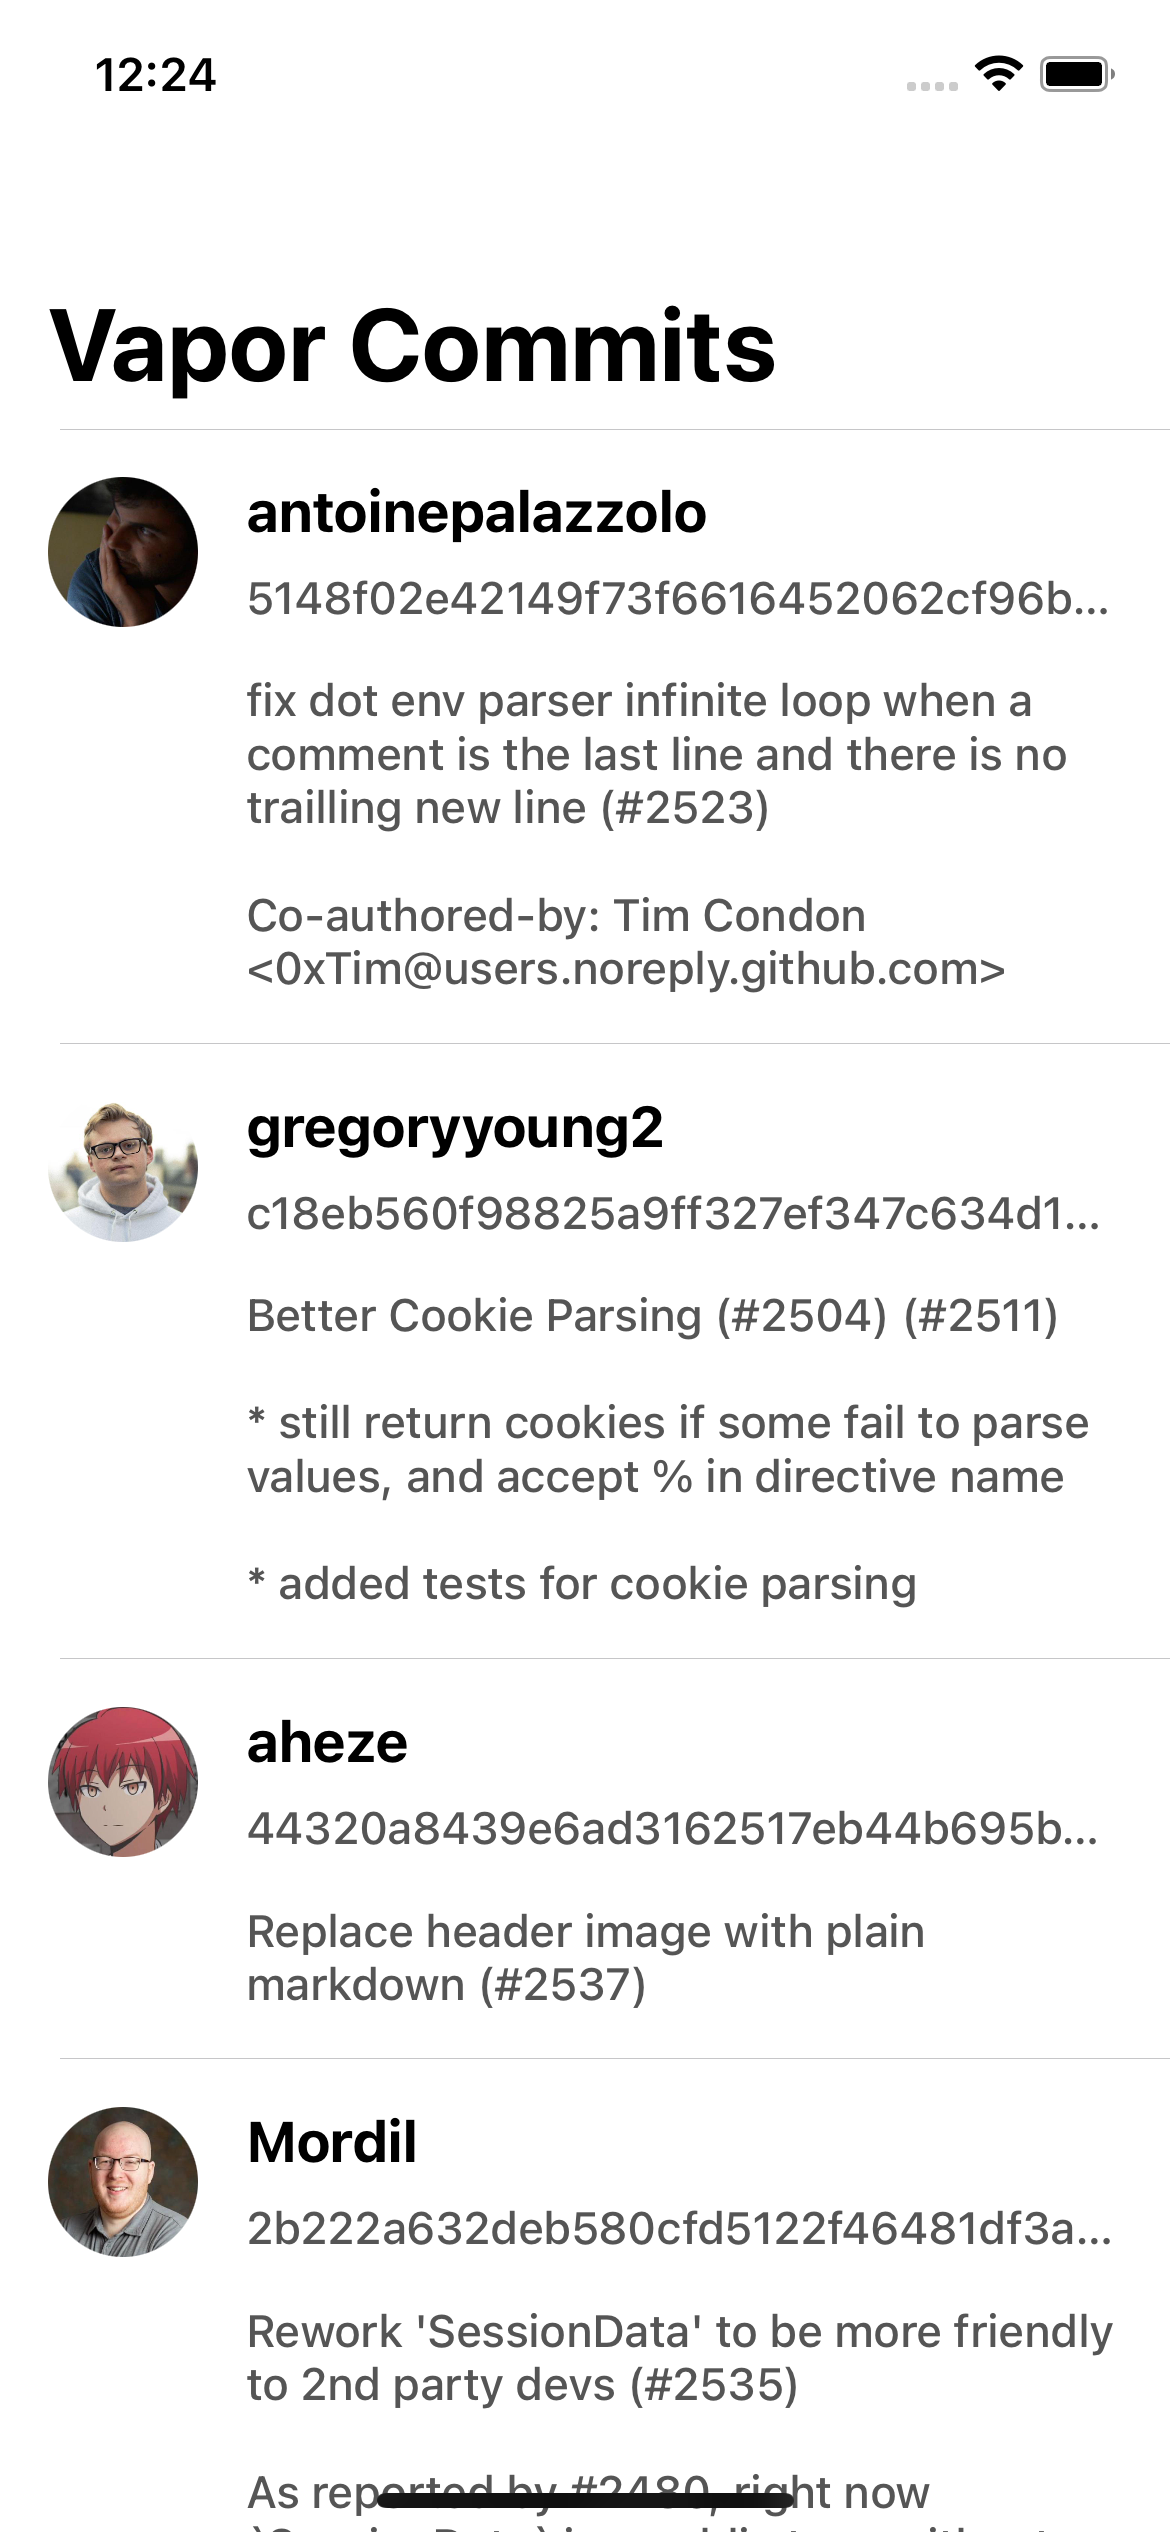 12:24
Vapor Commits
antoinepalazzolo
5148f02e42149f73f6616452062cf96b...
fix dot env parser infinite loop when a
comment is the last line and there is no
trailling new line (#2523)
Co-authored-by: Tim Condon
<0xTim@users.noreply.github.com>
gregoryyoung2
c18eb560f98825a9ff327ef347c634d1...
Better Cookie Parsing (#2504) (#2511)
* still return cookies if some fail to parse
values, and accept % in directive name
* added tests for cookie parsing
aheze
44320a8439e6ad3162517eb44b695b...
Replace header image with plain
markdown (#2537)
Mordil
2b222a632deb580cfd5122f46481df3a...
Rework 'SessionData' to be more friendly
to 2nd party devs (#2535)
As reported by #2480, right now